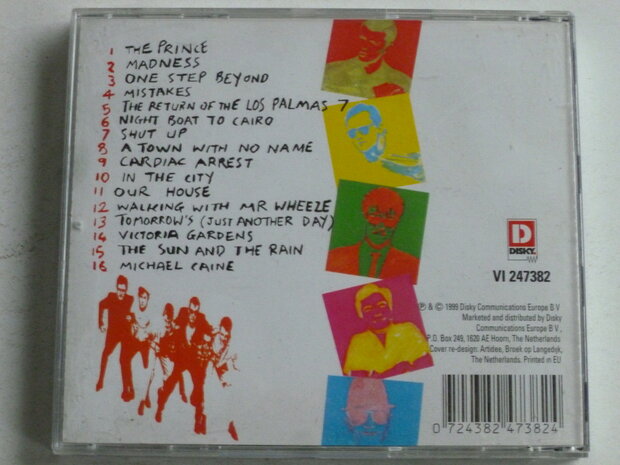 1 THE PRINCE
2 MADNESS
3 ONE STEP BEYOND
4 MISTAKES
5 THE RETURN OF THE LOS PALMAS 7
6 NIGHT BOAT TO CAIRO
7 SHUT UP
8 A TOWN WITH NO NAME
9 CARDIAC ARREST
10 IN THE CITY
11 OUR HOUSE
12 WALKING WITH MR WHEEZE
13 TOMORROW'S (JUST ANOTHER DAY)
14 VICTORIA GARDENS
15 THE SUN AND THE RAIN
16 MICHAEL CAINE
D
DISKY
VI 247382
℗ & © 1999 Disky Communications Europe B V
Marketed and distributed by Disky
Communications Europe B V ,
P.O. Box 249, 1620 AE Hoorn, The Netherlands
Cover re-design: Artidee, Broek op Langedijk,
The Netherlands. Printed in EU
0 724382 473824